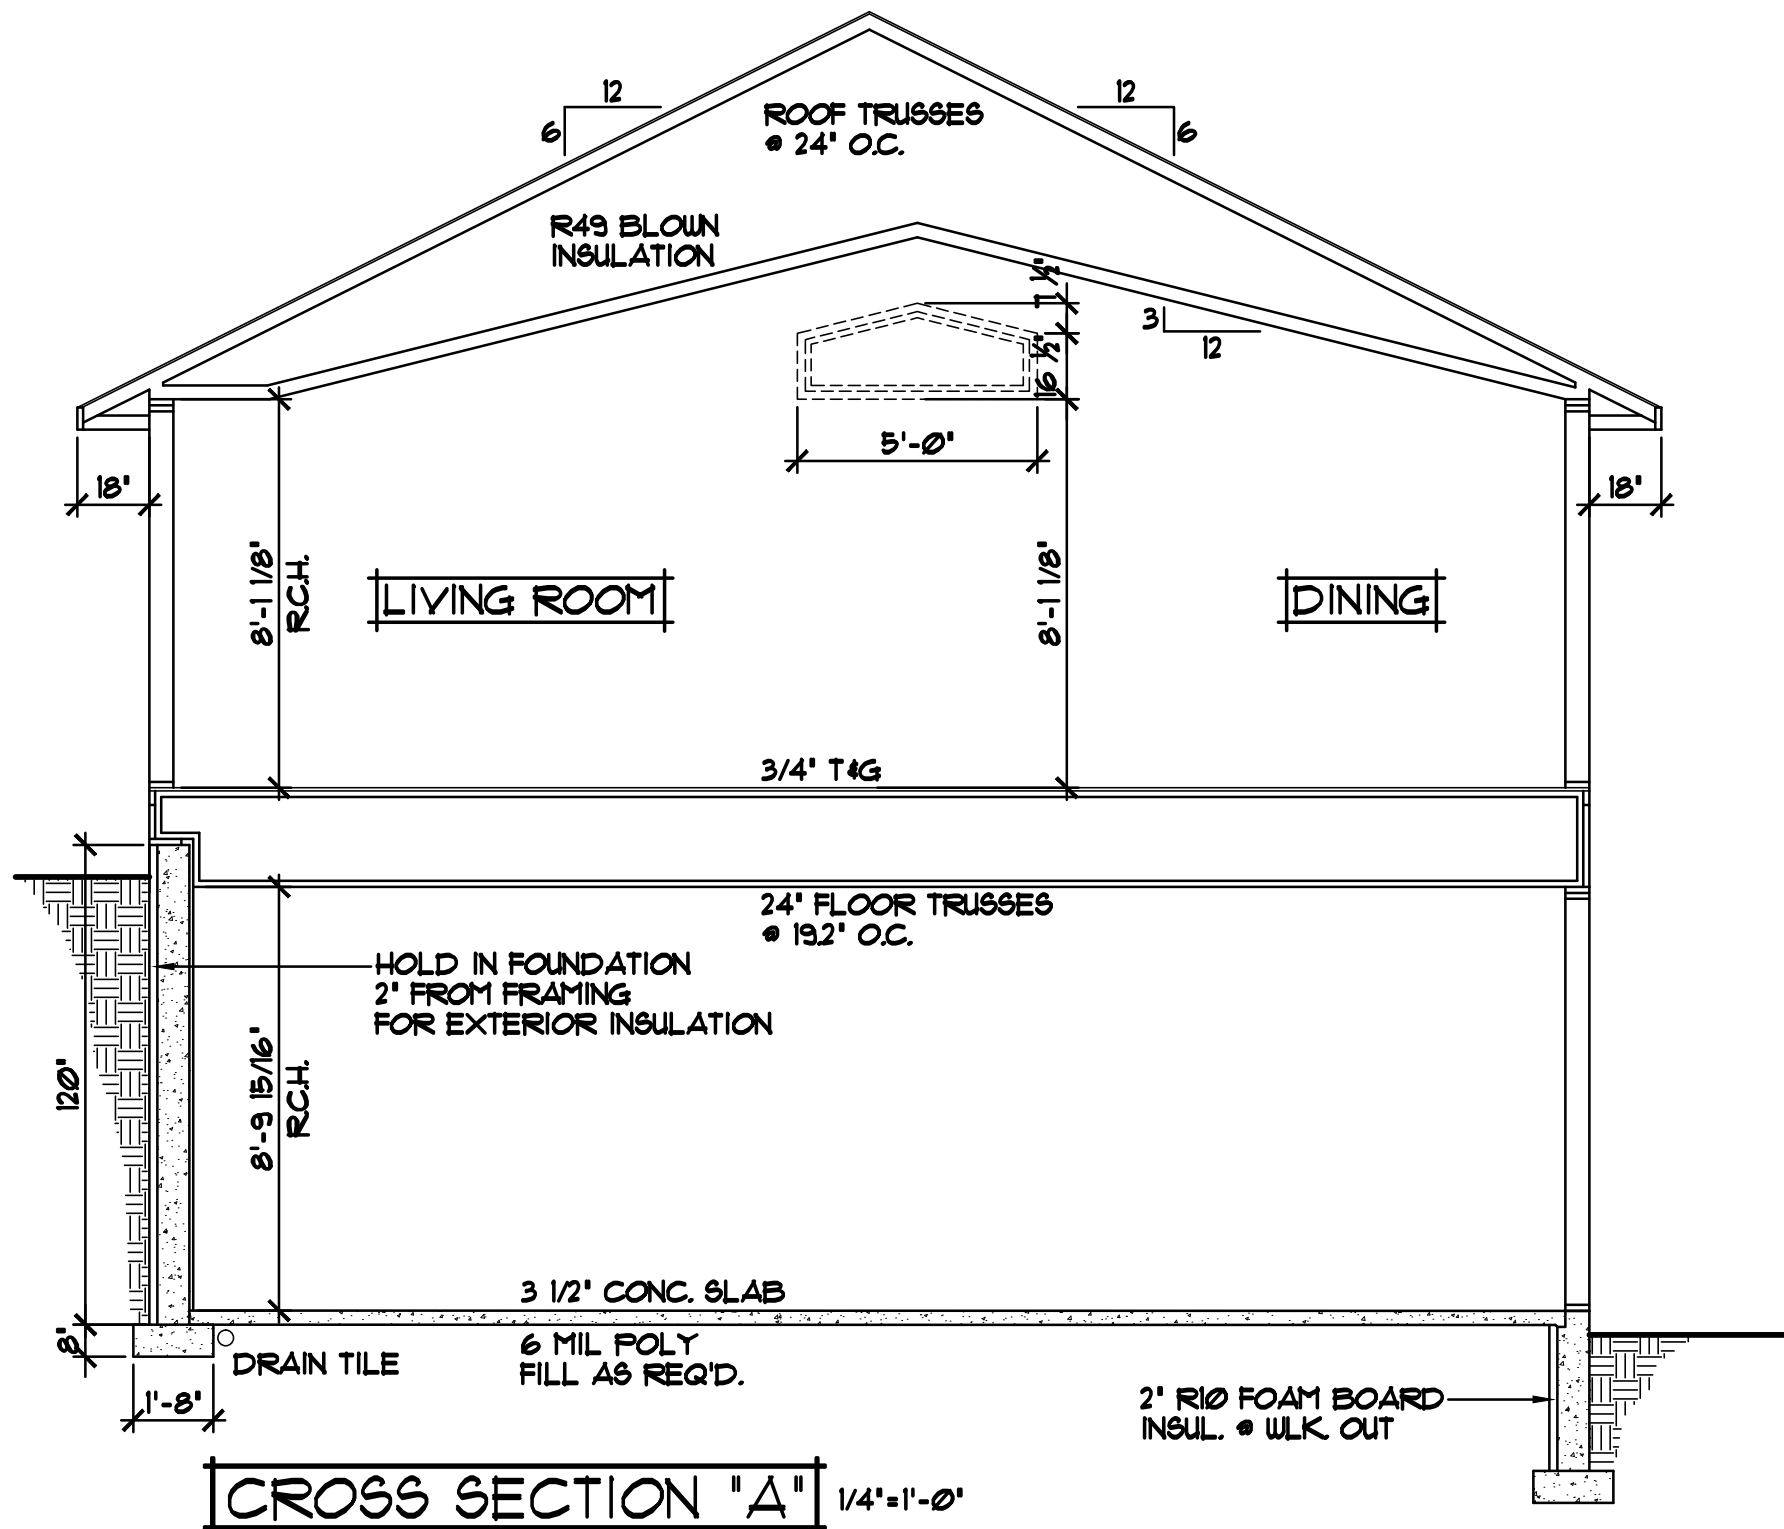 12
6
ROOF TRUSSES
@ 24" O.C.
12
6
R49 BLOWN
INSULATION
7 1/2"
16 1/2"
3
12
5'-0"
18"
18"
8'-1 1/8"
R.C.H.
LIVING ROOM
8'-1 1/8"
DINING
3/4" T&G
24" FLOOR TRUSSES
@ 19.2" O.C.
HOLD IN FOUNDATION
2" FROM FRAMING
FOR EXTERIOR INSULATION
120"
8'-9 15/16"
R.C.H.
3 1/2" CONC. SLAB
8"
DRAIN TILE
6 MIL POLY
FILL AS REQ'D.
1'-8"
2" R10 FOAM BOARD
INSUL. @ WLK. OUT
CROSS SECTION "A" 1/4"=1'-0"